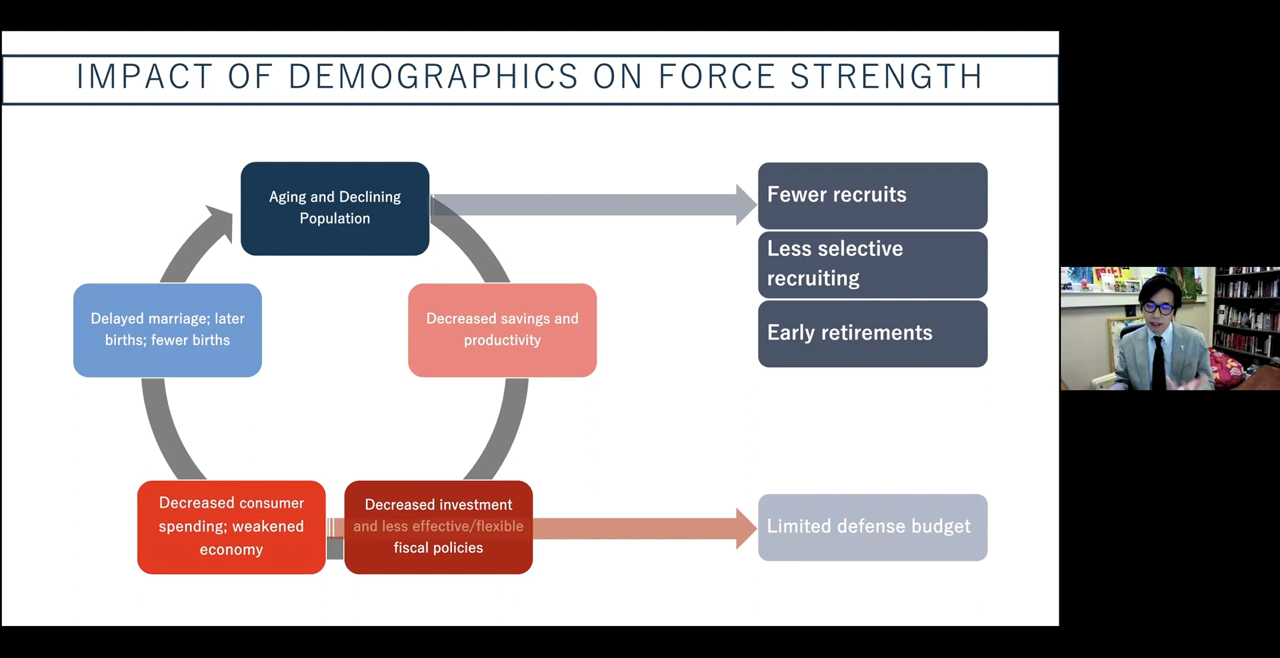 IMPACT OF DEMOGRAPHICS ON FORCE STRENGTH
Aging and Declining
Population
Fewer recruits
Less selective
recruiting
Early retirements
Delayed marriage; later
births; fewer births
Decreased savings and
productivity
Decreased consumer
spending; weakened
economy
Decreased investment
and less effective/flexible
fiscal policies
Limited defense budget